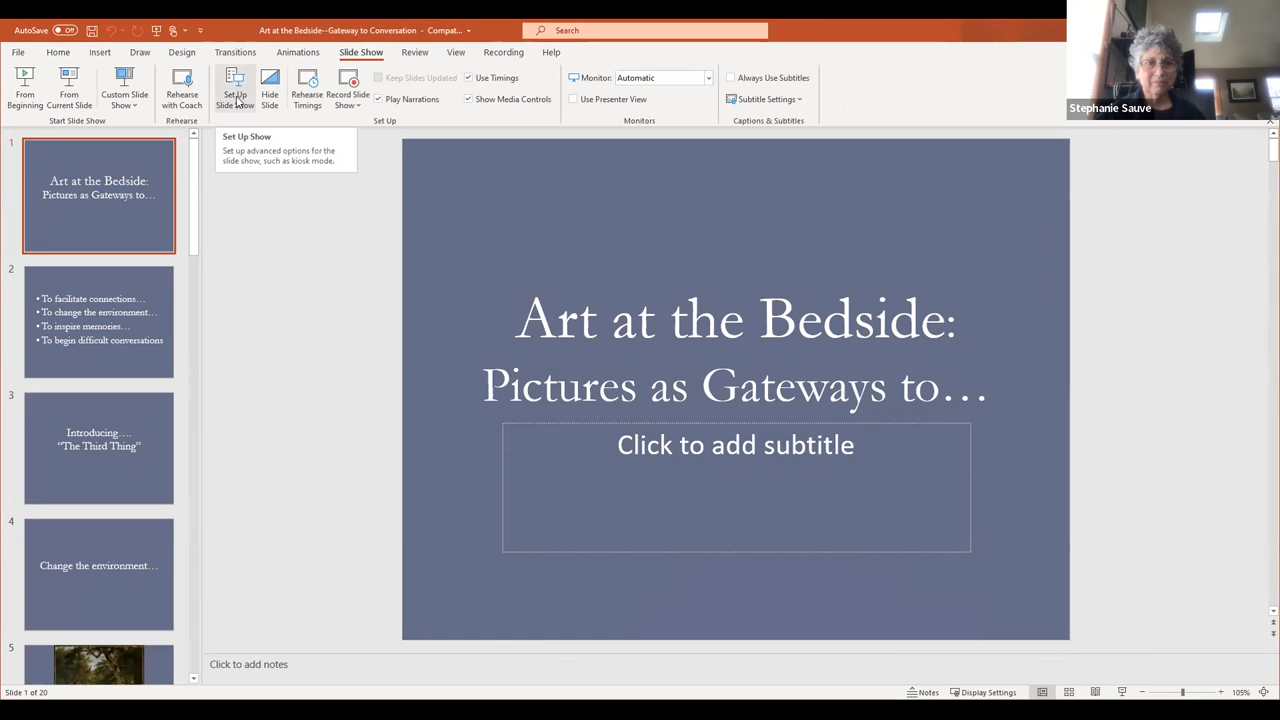 AutoSave Off
Art at the Bedside--Gateway to Conversation - Compat...
Search
File Home Insert Draw Design Transitions Animations Slide Show Review View Recording Help
From Beginning
From Current Slide
Custom Slide Show
Start Slide Show
Rehearse with Coach
Rehearse
Set Up Slide Show
Hide Slide
Rehearse Timings
Record Slide Show
Keep Slides Updated
Play Narrations
Use Timings
Show Media Controls
Set Up
Monitor: Automatic
Use Presenter View
Monitors
Always Use Subtitles
Subtitle Settings
Captions & Subtitles
Stephanie Sauve
Set Up Show
Set up advanced options for the
slide show, such as kiosk mode.
1
Art at the Bedside:
Pictures as Gateways to…
2
• To facilitate connections…
• To change the environment…
• To inspire memories…
• To begin difficult conversations
3
Introducing….
“The Third Thing”
4
Change the environment…
5
Art at the Bedside:
Pictures as Gateways to…
Click to add subtitle
Click to add notes
Slide 1 of 20
Notes
Display Settings
105%